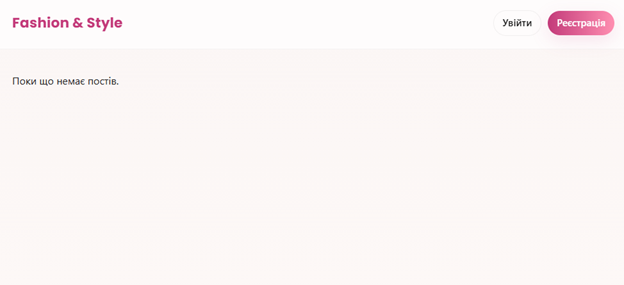 Fashion & Style
Увійти
Реєстрація
Поки що немає постів.